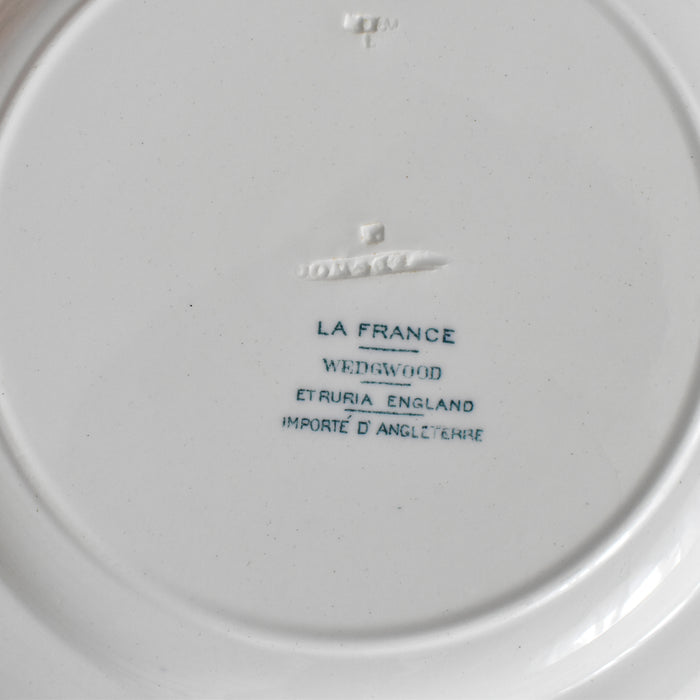 LA FRANCE
WEDGWOOD
ETRURIA ENGLAND
IMPORTÉ D'ANGLETERRE